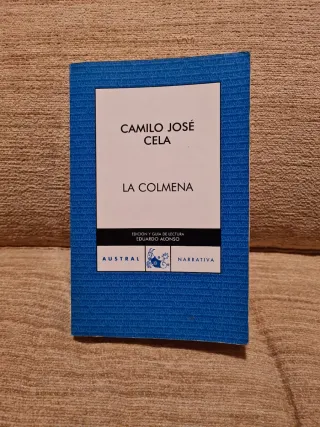 CAMILO JOSÉ
CELA
LA COLMENA
EDICIÓN Y GUÍA DE LECTURA
EDUARDO ALONSO
AUSTRAL NARRATIVA